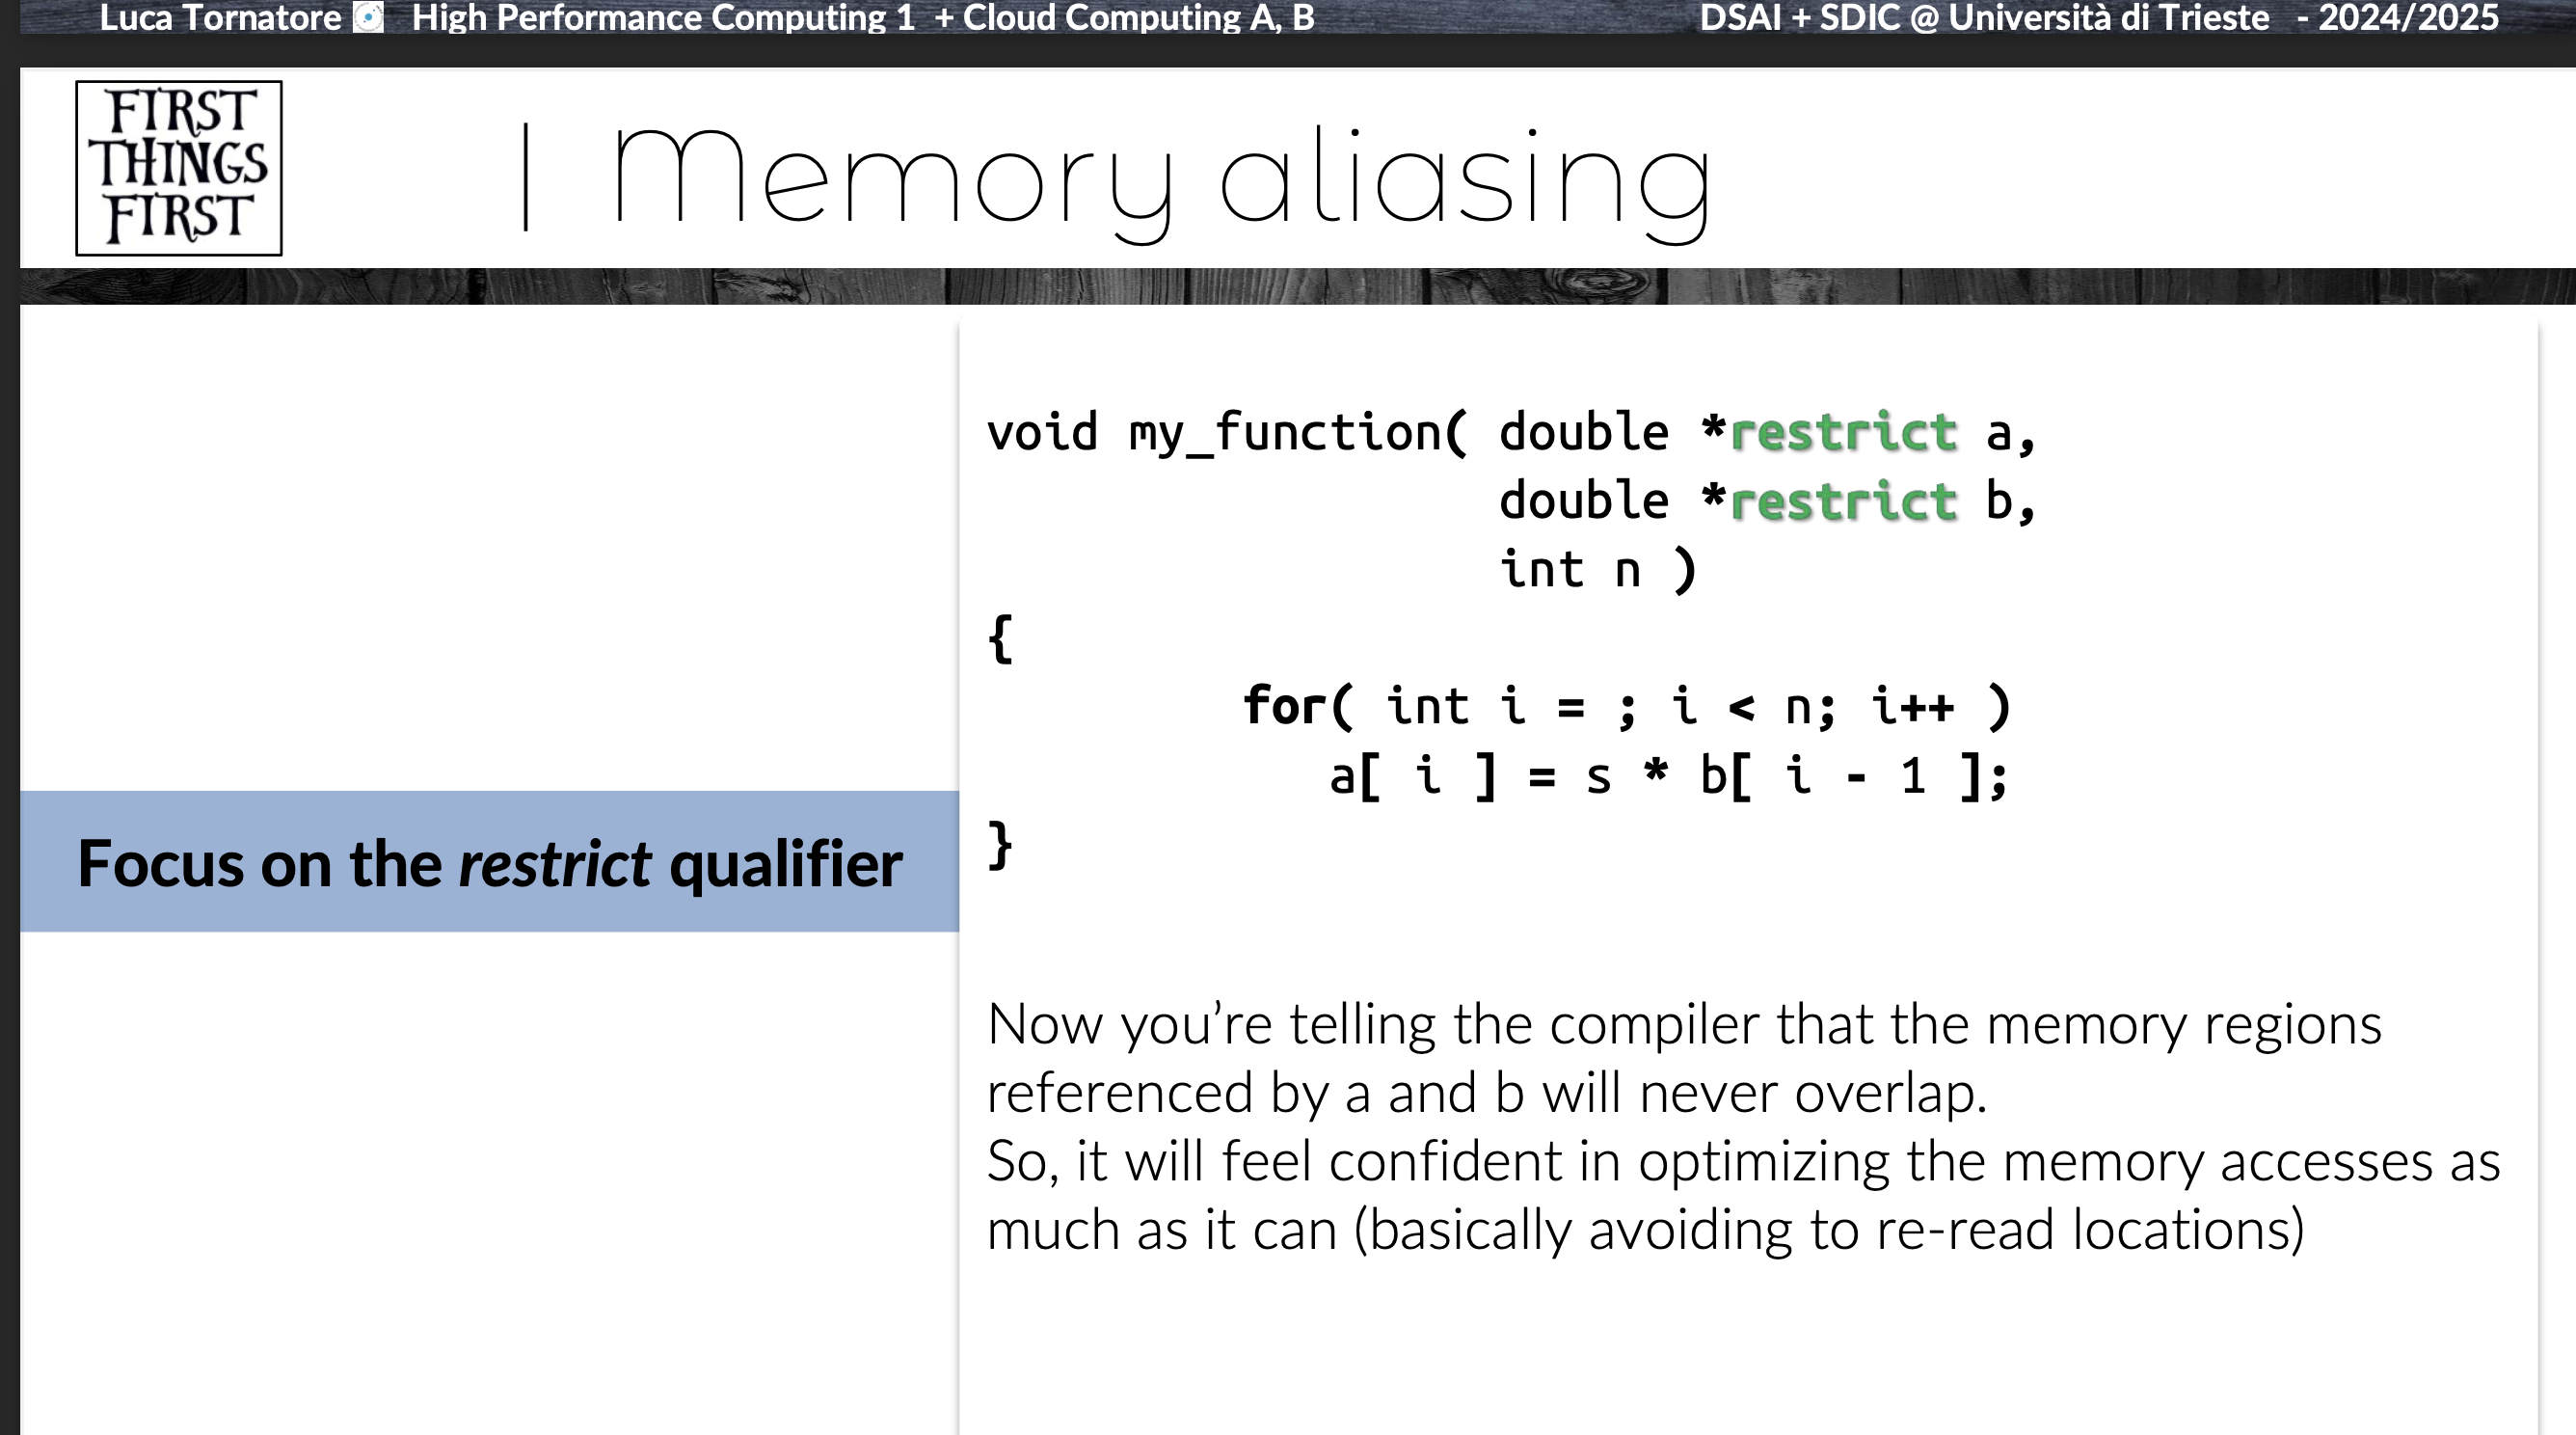 Luca Tornatore High Performance Computing 1 + Cloud Computing A, B DSAI + SDIC @ Università di Trieste - 2024/2025
FIRST
THINGS
FIRST
| Memory aliasing
Focus on the restrict qualifier
void my_function( double *restrict a,
double *restrict b,
int n )
{
for( int i = ; i < n; i++ )
a[ i ] = s * b[ i - 1 ];
}
Now you’re telling the compiler that the memory regions
referenced by a and b will never overlap.
So, it will feel confident in optimizing the memory accesses as
much as it can (basically avoiding to re-read locations)